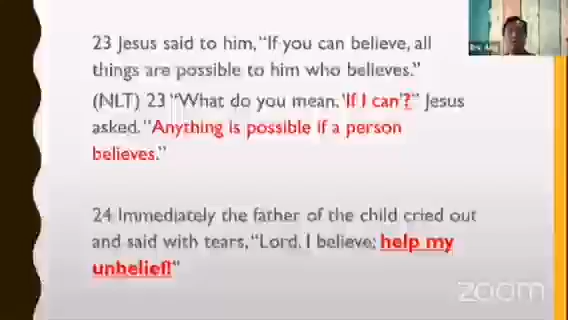 23 Jesus said to him, “If you can believe, all
things are possible to him who believes.”
(NLT) 23 “What do you mean, ‘If I can’?” Jesus
asked. “Anything is possible if a person
believes.”
24 Immediately the father of the child cried out
and said with tears, “Lord, I believe; help my
unbelief!“
zoom